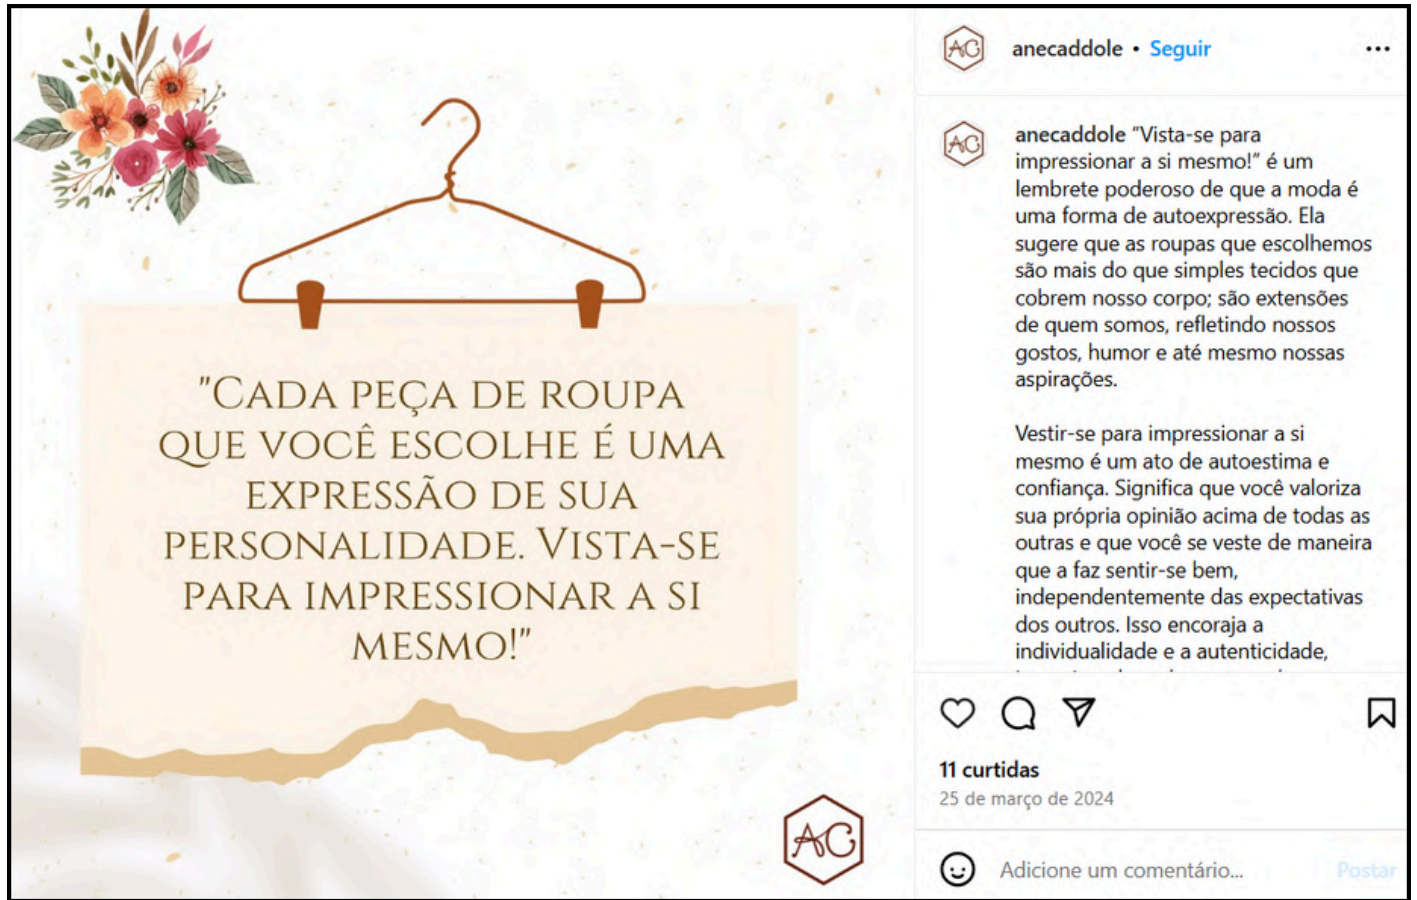 "Cada peça de roupa
que você escolhe é uma
expressão de sua
personalidade. Vista-se
para impressionar a si
mesmo!"
AC
AC
anecaddole • Seguir
AC
anecaddole "Vista-se para
impressionar a si mesmo!" é um
lembrete poderoso de que a moda é
uma forma de autoexpressão. Ela
sugere que as roupas que escolhemos
são mais do que simples tecidos que
cobrem nosso corpo; são extensões
de quem somos, refletindo nossos
gostos, humor e até mesmo nossas
aspirações.
Vestir-se para impressionar a si
mesmo é um ato de autoestima e
confiança. Significa que você valoriza
sua própria opinião acima de todas as
outras e que você se veste de maneira
que a faz sentir-se bem,
independentemente das expectativas
dos outros. Isso encoraja a
individualidade e a autenticidade,
11 curtidas
25 de março de 2024
Adicione um comentário...
Postar